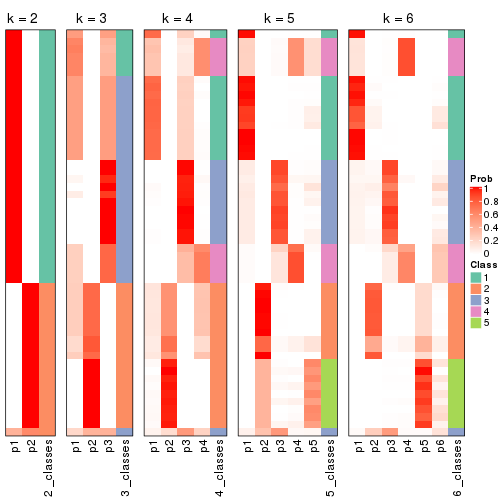 k = 2
k = 3
k = 4
k = 5
k = 6
Prob
1
0.8
0.6
0.4
0.2
0
Class
1
2
3
4
5
p1
p2
2_classes
p1
p2
p3
3_classes
p1
p2
p3
p4
4_classes
p1
p2
p3
p4
p5
5_classes
p1
p2
p3
p4
p5
p6
6_classes